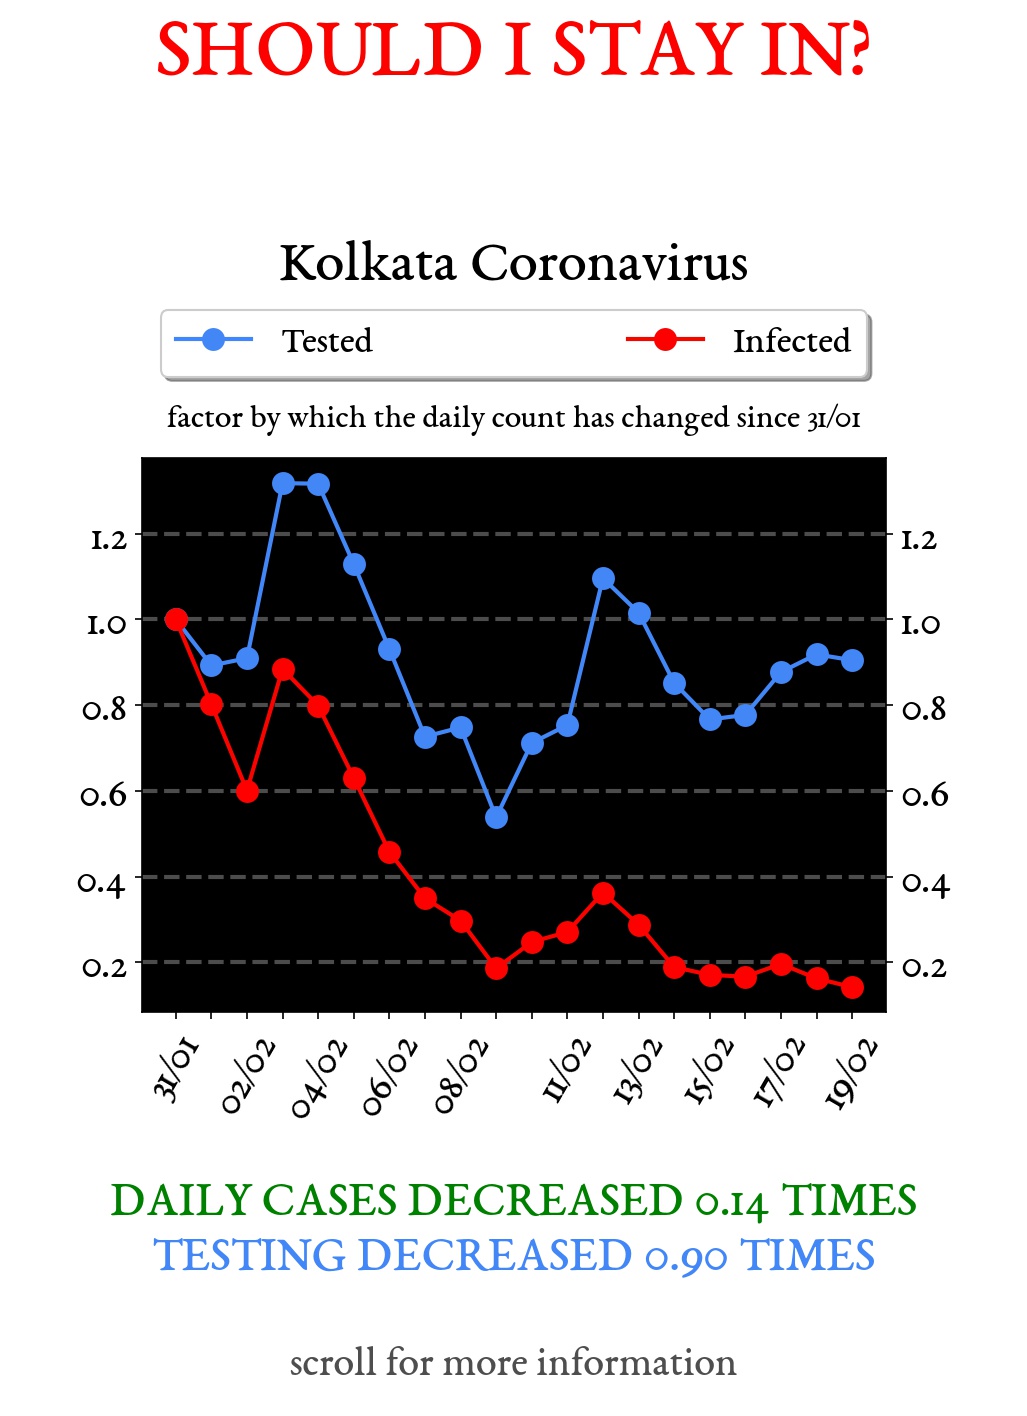 SHOULD I STAY IN?
Kolkata Coronavirus
Tested Infected
factor by which the daily count has changed since 31/01
1.2 1.2
1.0 1.0
0.8 0.8
0.6 0.6
0.4 0.4
0.2 0.2
31/01 02/02 04/02 06/02 08/02 11/02 13/02 15/02 17/02 19/02
DAILY CASES DECREASED 0.14 TIMES
TESTING DECREASED 0.90 TIMES
scroll for more information